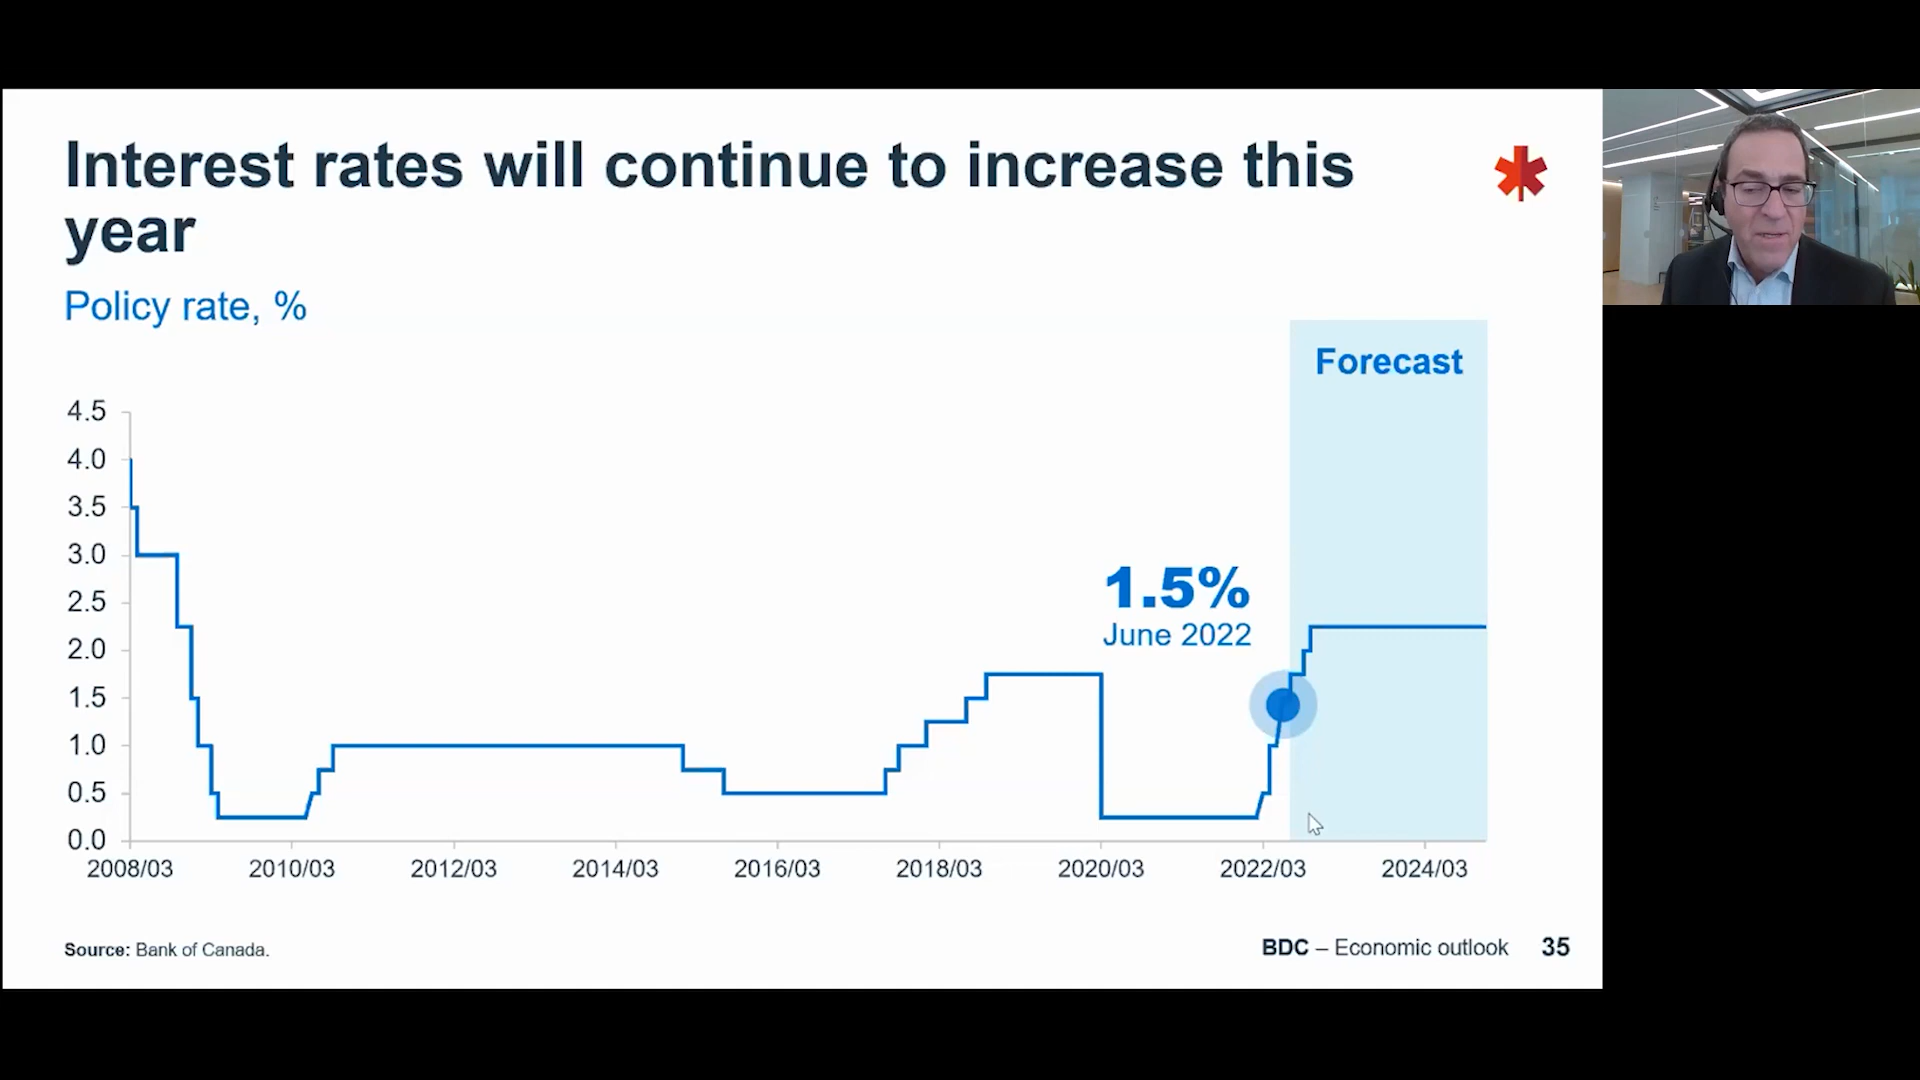 Interest rates will continue to increase this
year
Policy rate, %
Forecast
4.5
4.0
3.5
3.0
2.5
2.0
1.5
1.0
0.5
0.0
1.5%
June 2022
2008/03 2010/03 2012/03 2014/03 2016/03 2018/03 2020/03 2022/03 2024/03
Source: Bank of Canada.
BDC – Economic outlook 35